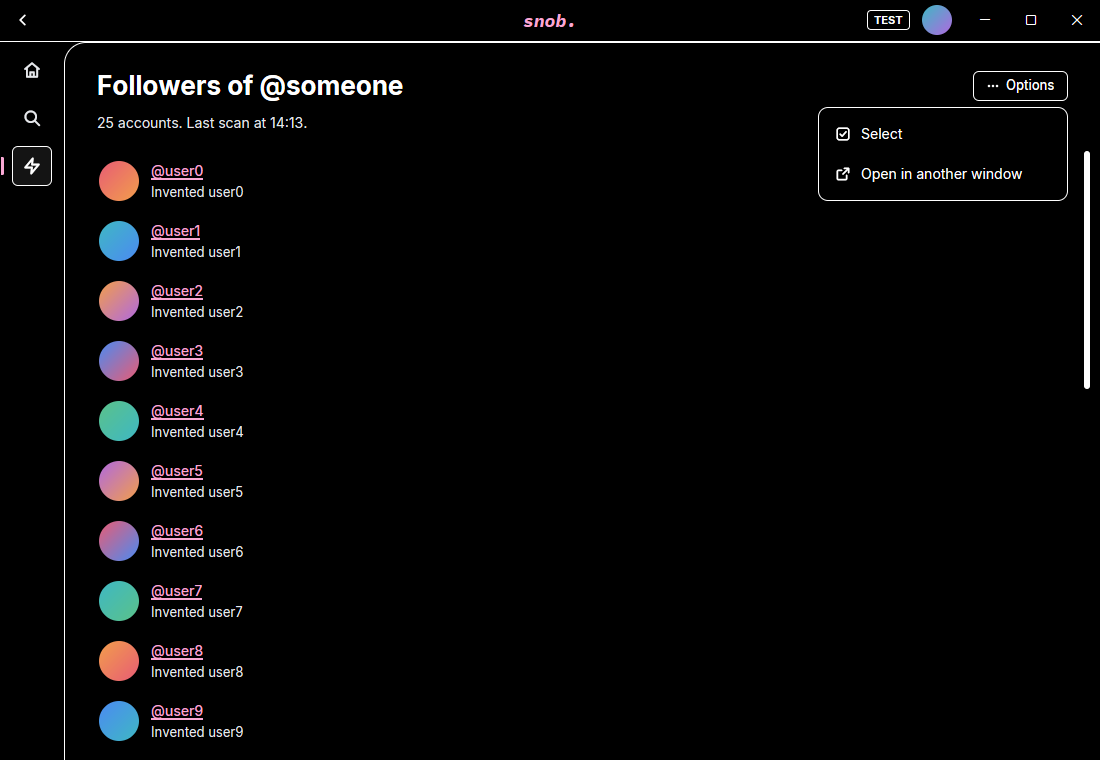 snob.
TEST
Followers of @someone
Options
25 accounts. Last scan at 14:13.
Select
Open in another window
@user0
Invented user0
@user1
Invented user1
@user2
Invented user2
@user3
Invented user3
@user4
Invented user4
@user5
Invented user5
@user6
Invented user6
@user7
Invented user7
@user8
Invented user8
@user9
Invented user9